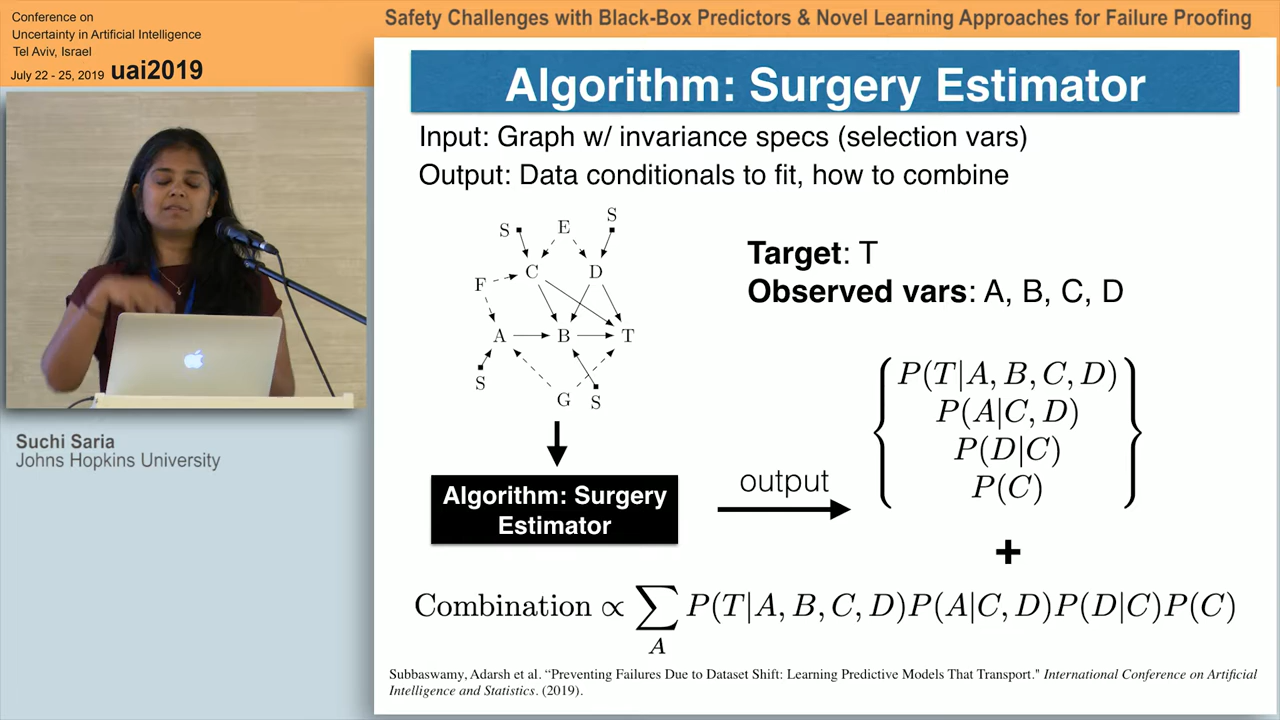 Conference on
Uncertainty in Artificial Intelligence
Tel Aviv, Israel
July 22 - 25, 2019 uai2019
Safety Challenges with Black-Box Predictors & Novel Learning Approaches for Failure Proofing
Suchi Saria
Johns Hopkins University
Algorithm: Surgery Estimator
Input: Graph w/ invariance specs (selection vars)
Output: Data conditionals to fit, how to combine
S E S
F C D
A B T
S G S
Target: T
Observed vars: A, B, C, D
Algorithm: Surgery
Estimator
output
P(T|A, B, C, D)
P(A|C, D)
P(D|C)
P(C)
+
Combination ∝ ∑ P(T|A, B, C, D)P(A|C, D)P(D|C)P(C)
A
Subbaswamy, Adarsh et al. “Preventing Failures Due to Dataset Shift: Learning Predictive Models That Transport." International Conference on Artificial
Intelligence and Statistics. (2019).